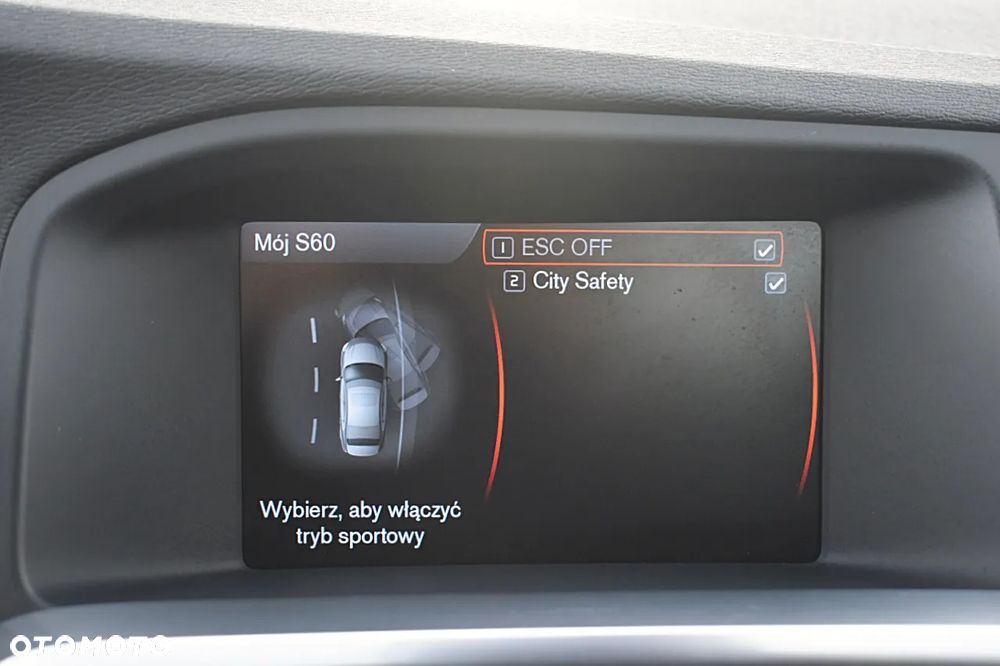 Mój S60
1 ESC OFF
2 City Safety
Wybierz, aby włączyć
tryb sportowy
OTOMOTO